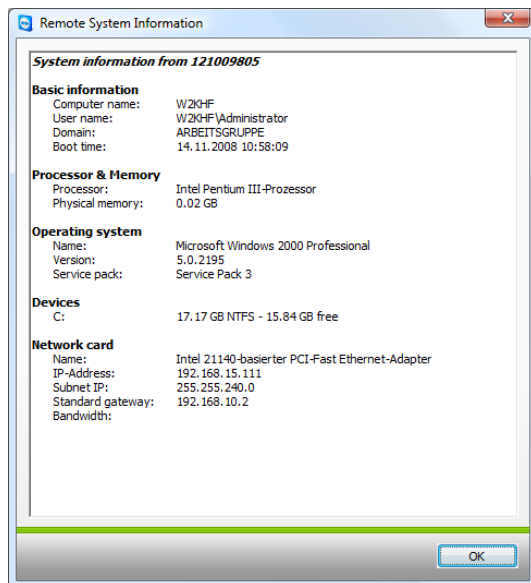 Remote System Information
System information from 121009805
Basic information
Computer name: W2KHF
User name: W2KHF\Administrator
Domain: ARBEITSGRUPPE
Boot time: 14.11.2008 10:58:09
Processor & Memory
Processor: Intel Pentium III-Prozessor
Physical memory: 0.02 GB
Operating system
Name: Microsoft Windows 2000 Professional
Version: 5.0.2195
Service pack: Service Pack 3
Devices
C: 17.17 GB NTFS - 15.84 GB free
Network card
Name: Intel 21140-basierter PCI-Fast Ethernet-Adapter
IP-Address: 192.168.15.111
Subnet IP: 255.255.240.0
Standard gateway: 192.168.10.2
Bandwidth:
OK